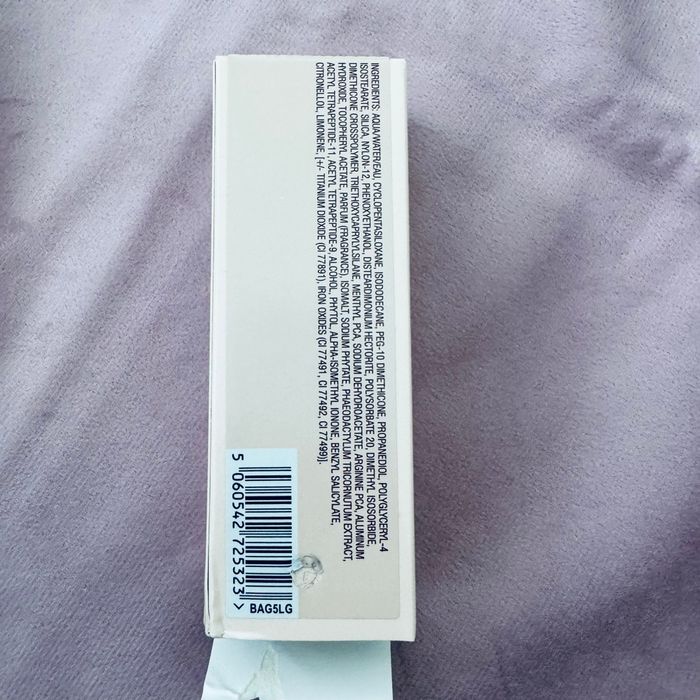 INGREDIENTS: AQUA/WATER/EAU, CYCLOPENTASILOXANE, ISODODECANE, PEG-10 DIMETHICONE, PROPANEDIOL, POLYGLYCERYL-4
ISOSTEARATE, SILICA, NYLON-12, PHENOXYETHANOL, DISTEARDIMONIUM HECTORITE, POLYSORBATE 20, DIMETHYL ISOSORBIDE,
DIMETHICONE CROSSPOLYMER, TRIETHOXYCAPRYLYLSILANE, MENTHYL PCA, SODIUM DEHYDROACETATE, ARGININE PCA, ALUMINUM
HYDROXIDE, TOCOPHERYL ACETATE, PARFUM (FRAGRANCE), ISOMALT, SODIUM PHYTATE, PHAEODACTYLUM TRICORNUTUM EXTRACT,
ACETYL TETRAPEPTIDE-11, ACETYL TETRAPEPTIDE-9, ALCOHOL, PHYTOL, ALPHA-ISOMETHYL IONONE, BENZYL SALICYLATE,
CITRONELLOL, LIMONENE, [+/- TITANIUM DIOXIDE (CI 77891), IRON OXIDES (CI 77491, CI 77492, CI 77499)].
5 060542 725323 >
BAG5LG